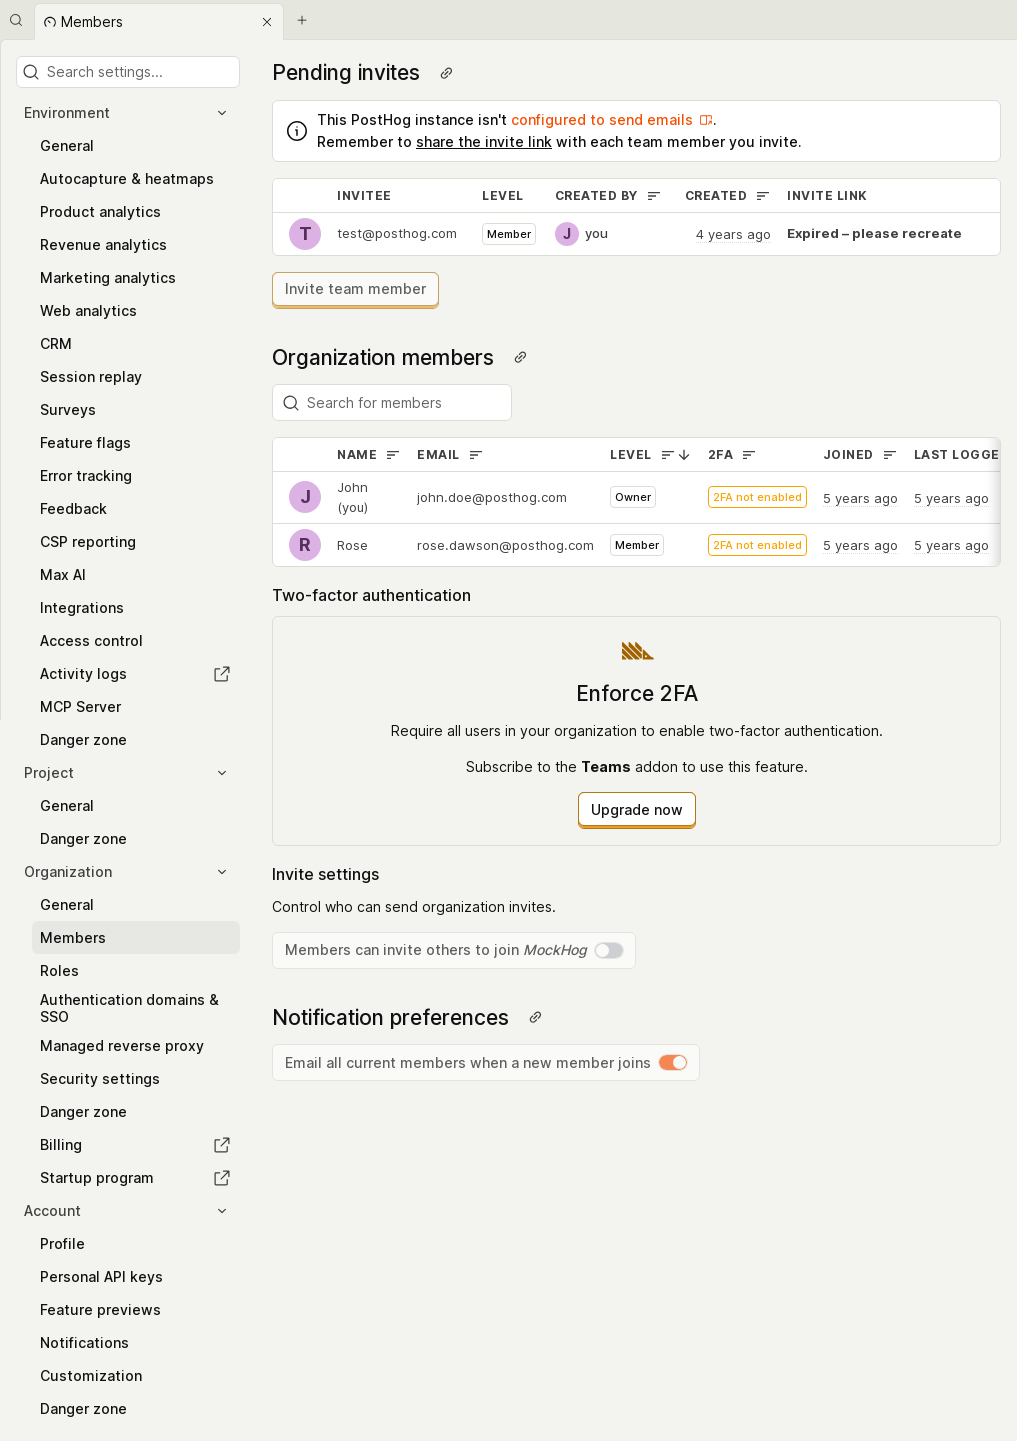 Members
Search settings...
Environment
General
Autocapture & heatmaps
Product analytics
Revenue analytics
Marketing analytics
Web analytics
CRM
Session replay
Surveys
Feature flags
Error tracking
Feedback
CSP reporting
Max AI
Integrations
Access control
Activity logs
MCP Server
Danger zone
Project
General
Danger zone
Organization
General
Members
Roles
Authentication domains &
SSO
Managed reverse proxy
Security settings
Danger zone
Billing
Startup program
Account
Profile
Personal API keys
Feature previews
Notifications
Customization
Danger zone
Pending invites
This PostHog instance isn't configured to send emails.
Remember to share the invite link with each team member you invite.
INVITEE LEVEL CREATED BY CREATED INVITE LINK
T test@posthog.com Member J you 4 years ago Expired – please recreate
Invite team member
Organization members
Search for members
NAME EMAIL LEVEL 2FA JOINED LAST LOGGE
J John (you) john.doe@posthog.com Owner 2FA not enabled 5 years ago 5 years ago
R Rose rose.dawson@posthog.com Member 2FA not enabled 5 years ago 5 years ago
Two-factor authentication
Enforce 2FA
Require all users in your organization to enable two-factor authentication.
Subscribe to the Teams addon to use this feature.
Upgrade now
Invite settings
Control who can send organization invites.
Members can invite others to join MockHog
Notification preferences
Email all current members when a new member joins